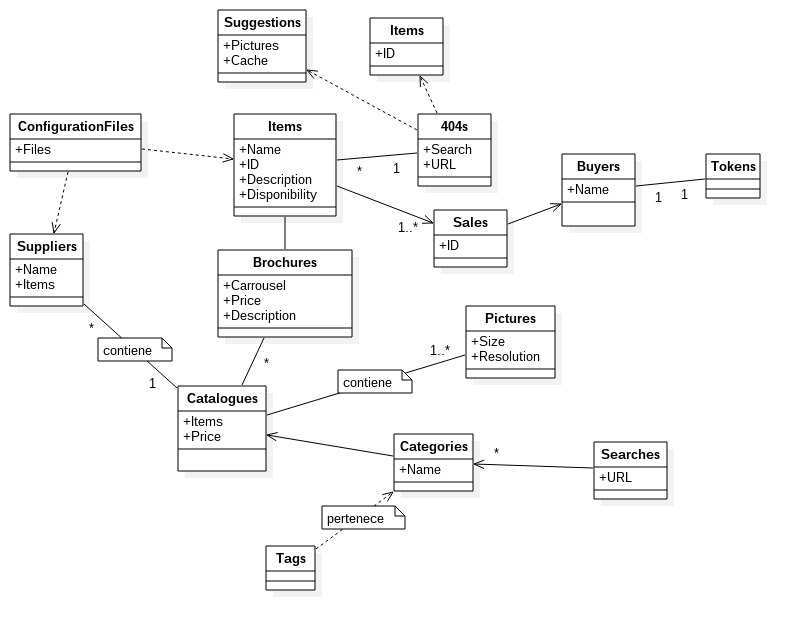 Suggestions
+Pictures
+Cache
Items
+ID
ConfigurationFiles
+Files
Items
+Name
+ID
+Description
+Disponibility
404s
+Search
+URL
*
1
Buyers
+Name
Tokens
1
1
Sales
+ID
1..*
Suppliers
+Name
+Items
Brochures
+Carrousel
+Price
+Description
*
contiene
1
*
Pictures
+Size
+Resolution
1..*
contiene
Catalogues
+Items
+Price
Categories
+Name
*
Searches
+URL
pertenece
Tags